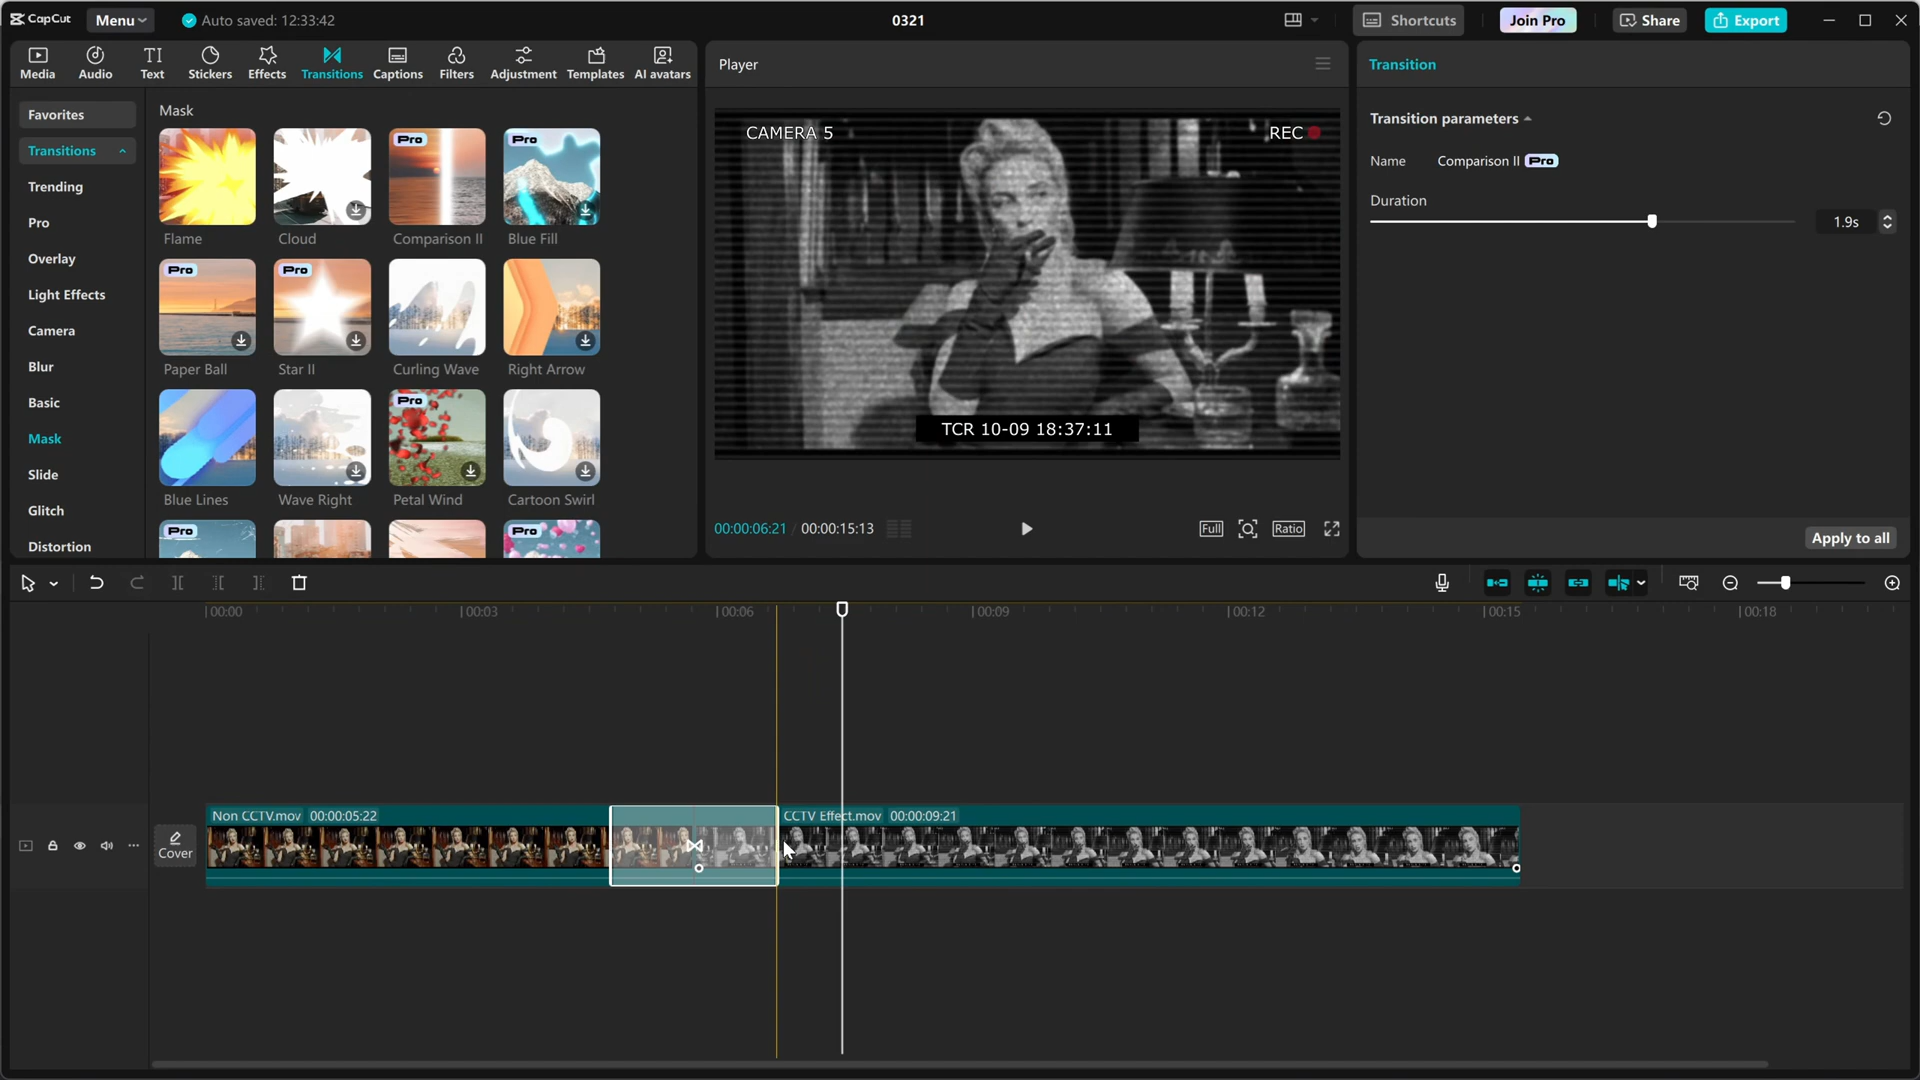 CapCut
Menu
Auto saved: 12:33:42
0321
Shortcuts
Join Pro
Share
Export
Media
Audio
Text
Stickers
Effects
Transitions
Captions
Filters
Adjustment
Templates
AI avatars
Favorites
Transitions
Trending
Pro
Overlay
Light Effects
Camera
Blur
Basic
Mask
Slide
Glitch
Distortion
Mask
Pro
Pro
Flame
Cloud
Comparison II
Blue Fill
Pro
Pro
Paper Ball
Star II
Curling Wave
Right Arrow
Pro
Blue Lines
Wave Right
Petal Wind
Cartoon Swirl
Pro
Pro
Player
CAMERA 5
REC
TCR 10-09 18:37:11
00:00:06:21 / 00:00:15:13
Full
Ratio
Transition
Transition parameters
Name
Comparison II Pro
Duration
1.9s
Apply to all
00:00
00:03
00:06
00:09
00:12
00:15
00:18
Cover
Non CCTV.mov 00:00:05:22
CCTV Effect.mov 00:00:09:21